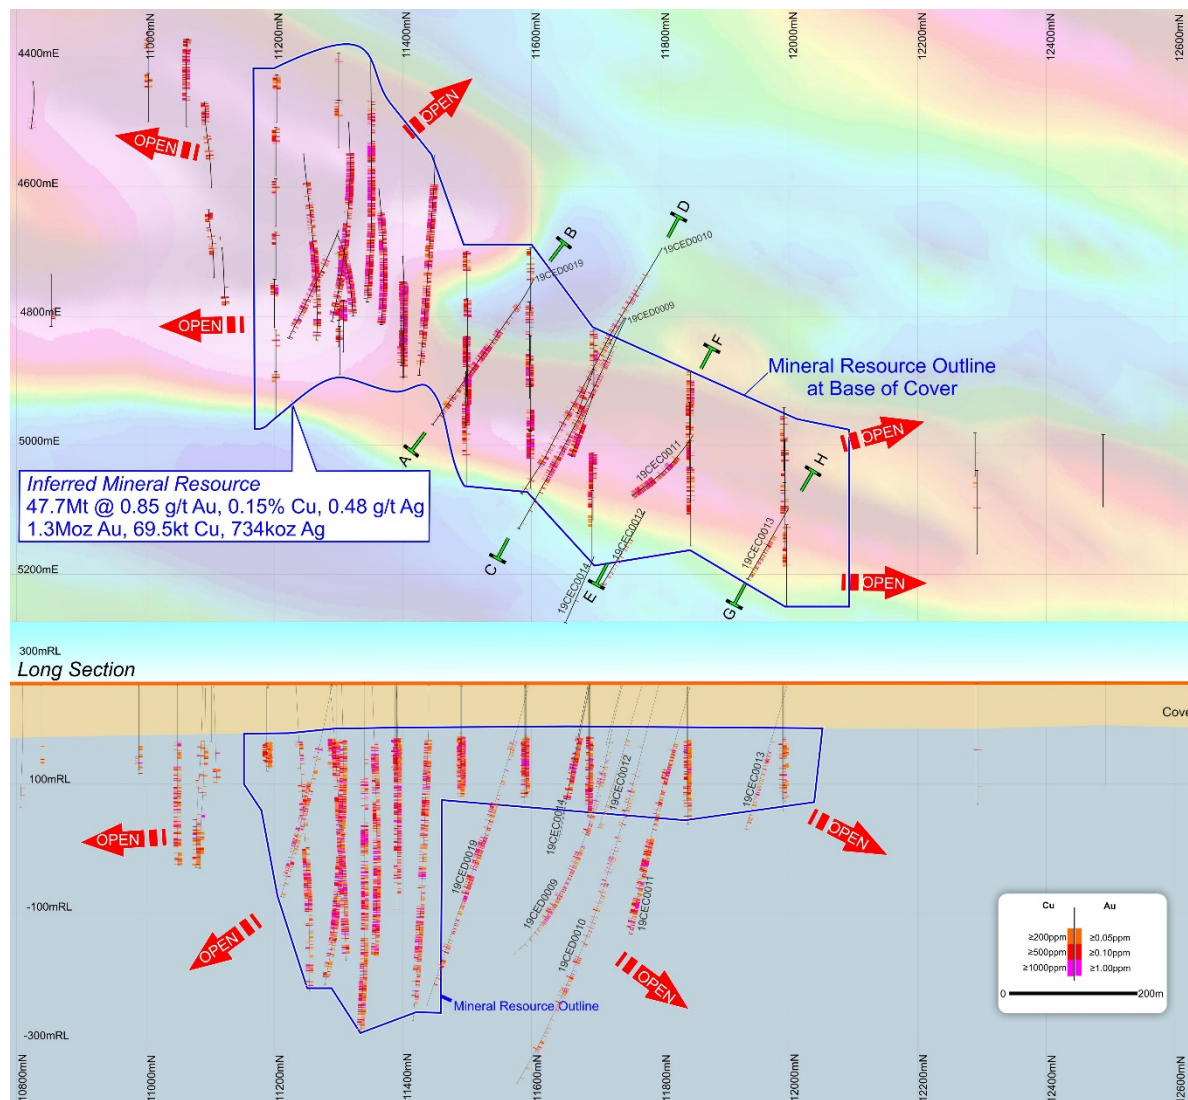 11000mN
11200mN
11400mN
11600mN
11800mN
12000mN
12200mN
12400mN
12600m
4400mE
OPEN
OPEN
4600mE
D
B
19CED0010
19CED0019
4800mE
OPEN
19CED0009
F
Mineral Resource Outline
at Base of Cover
5000mE
A
OPEN
19CEC0011
H
Inferred Mineral Resource
47.7Mt @ 0.85 g/t Au, 0.15% Cu, 0.48 g/t Ag
1.3Moz Au, 69.5kt Cu, 734koz Ag
19CEC0012
19CEC0013
C
5200mE
19CEC0014
E
G
OPEN
300mRL
Long Section
Cove
100mRL
19CEC0012
19CEC0013
19CEC0014
OPEN
OPEN
19CED0019
19CED0009
19CEC0011
-100mRL
19CED0010
OPEN
OPEN
Mineral Resource Outline
-300mRL
Cu
Au
≥200ppm
≥0.05ppm
≥500ppm
≥0.10ppm
≥1000ppm
≥1.00ppm
0
200m
10800mN
11000mN
11200mN
11400mN
11600mN
11800mN
12000mN
12200mN
12400mN
12600mN